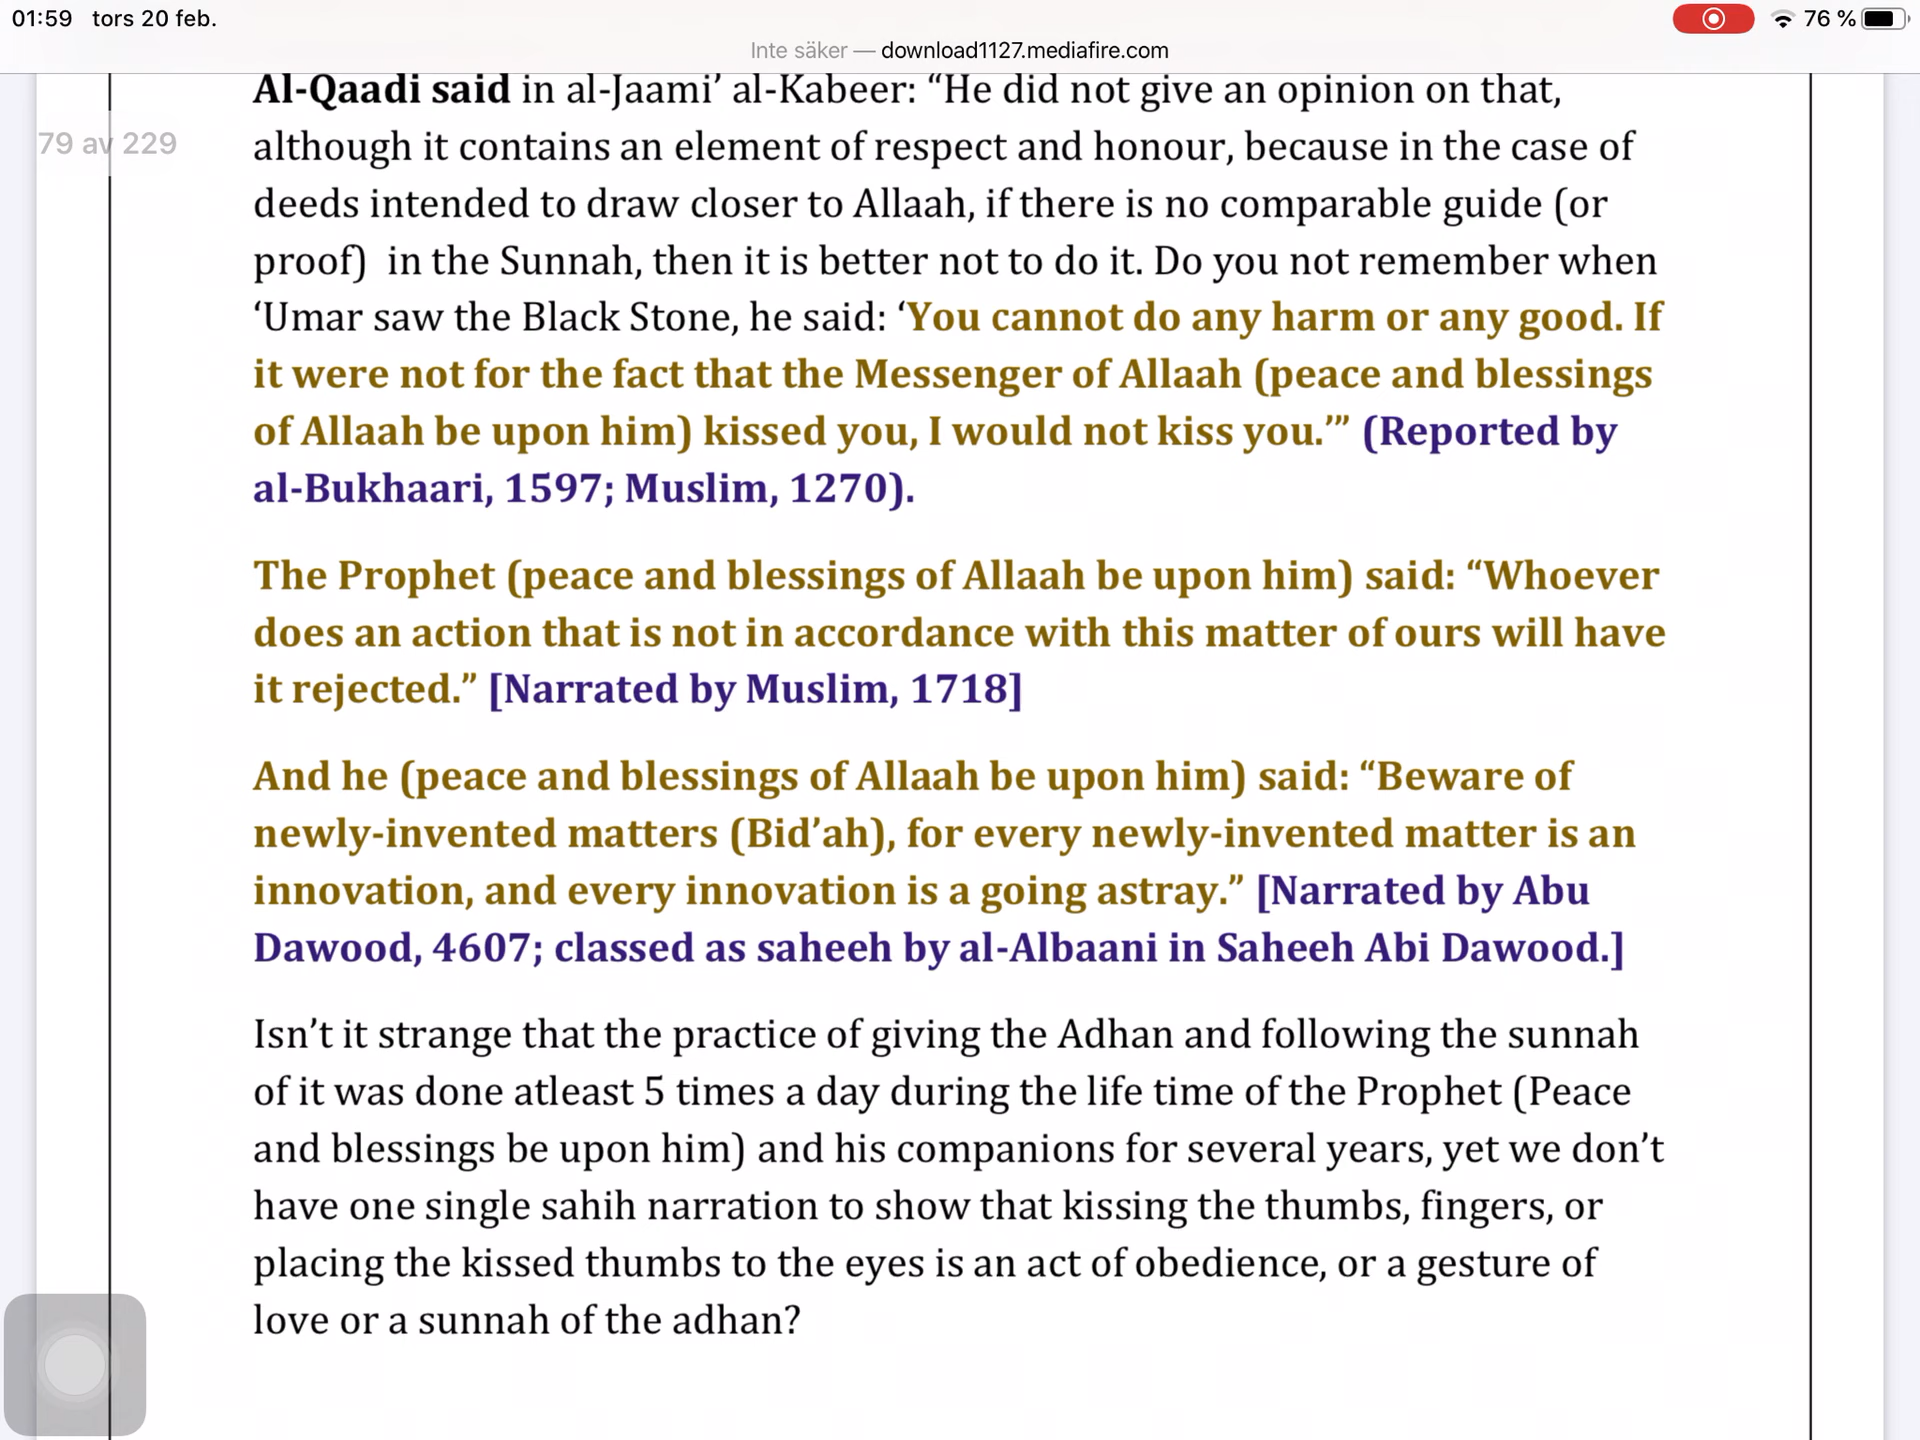 01:59 tors 20 feb.
76 %
Inte säker — download1127.mediafire.com
79 av 229
Al-Qaadi said in al-Jaami’ al-Kabeer: “He did not give an opinion on that,
although it contains an element of respect and honour, because in the case of
deeds intended to draw closer to Allaah, if there is no comparable guide (or
proof)  in the Sunnah, then it is better not to do it. Do you not remember when
‘Umar saw the Black Stone, he said: ‘You cannot do any harm or any good. If
it were not for the fact that the Messenger of Allaah (peace and blessings
of Allaah be upon him) kissed you, I would not kiss you.’” (Reported by
al-Bukhaari, 1597; Muslim, 1270).
The Prophet (peace and blessings of Allaah be upon him) said: “Whoever
does an action that is not in accordance with this matter of ours will have
it rejected.” [Narrated by Muslim, 1718]
And he (peace and blessings of Allaah be upon him) said: “Beware of
newly-invented matters (Bid’ah), for every newly-invented matter is an
innovation, and every innovation is a going astray.” [Narrated by Abu
Dawood, 4607; classed as saheeh by al-Albaani in Saheeh Abi Dawood.]
Isn’t it strange that the practice of giving the Adhan and following the sunnah
of it was done atleast 5 times a day during the life time of the Prophet (Peace
and blessings be upon him) and his companions for several years, yet we don’t
have one single sahih narration to show that kissing the thumbs, fingers, or
placing the kissed thumbs to the eyes is an act of obedience, or a gesture of
love or a sunnah of the adhan?